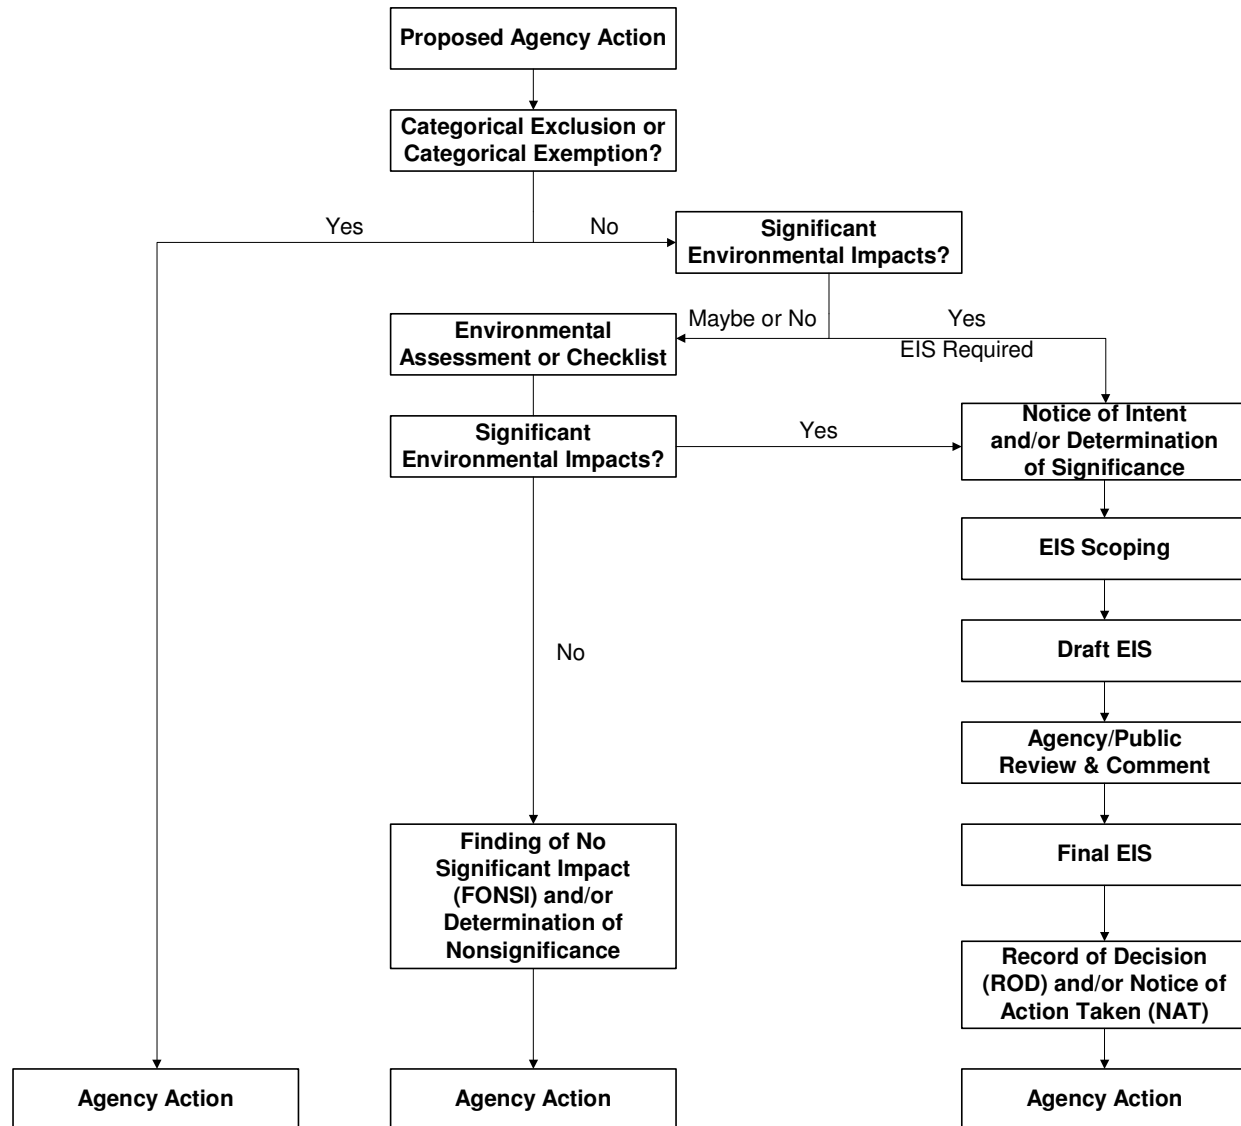 Proposed Agency Action
Categorical Exclusion or
Categorical Exemption?
Yes
No
Significant
Environmental Impacts?
Maybe or No
Yes
EIS Required
Environmental
Assessment or Checklist
Significant
Environmental Impacts?
Yes
Notice of Intent
and/or Determination
of Significance
EIS Scoping
Draft EIS
No
Agency/Public
Review & Comment
Finding of No
Significant Impact
(FONSI) and/or
Determination of
Nonsignificance
Final EIS
Record of Decision
(ROD) and/or Notice of
Action Taken (NAT)
Agency Action
Agency Action
Agency Action